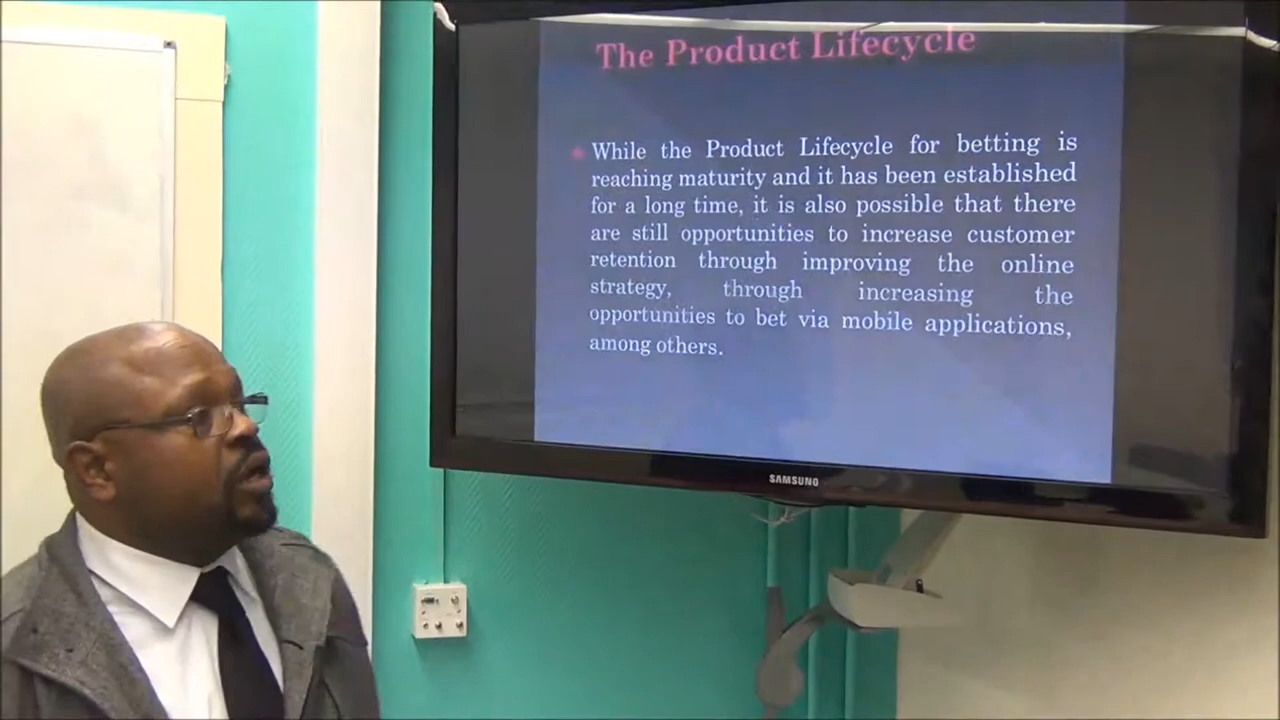 The Product Lifecycle
While the Product Lifecycle for betting is
reaching maturity and it has been established
for a long time, it is also possible that there
are still opportunities to increase customer
retention through improving the online
strategy, through increasing the
opportunities to bet via mobile applications,
among others.
SAMSUNG